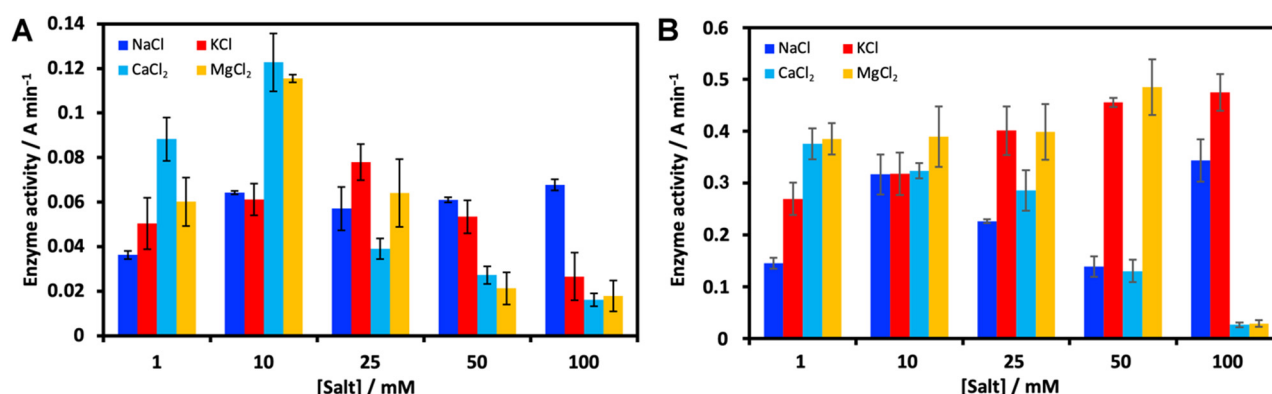 A
Enzyme activity / A min⁻¹
0.14
0.12
0.1
0.08
0.06
0.04
0.02
0
NaCl KCl
CaCl₂ MgCl₂
1 10 25 50 100
[Salt] / mM
B
Enzyme activity / A min⁻¹
0.6
0.5
0.4
0.3
0.2
0.1
0
NaCl KCl
CaCl₂ MgCl₂
1 10 25 50 100
[Salt] / mM